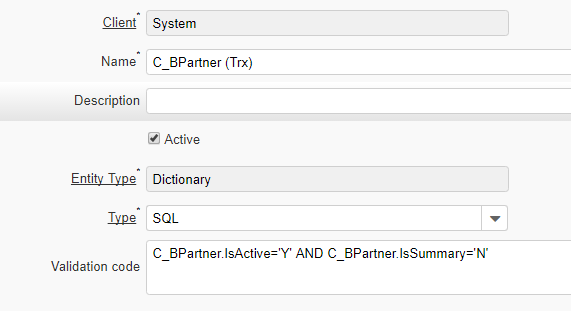 Client* System
Name* C_BPartner (Trx)
Description
Active
Entity Type* Dictionary
Type* SQL
Validation code C_BPartner.IsActive='Y' AND C_BPartner.IsSummary='N'